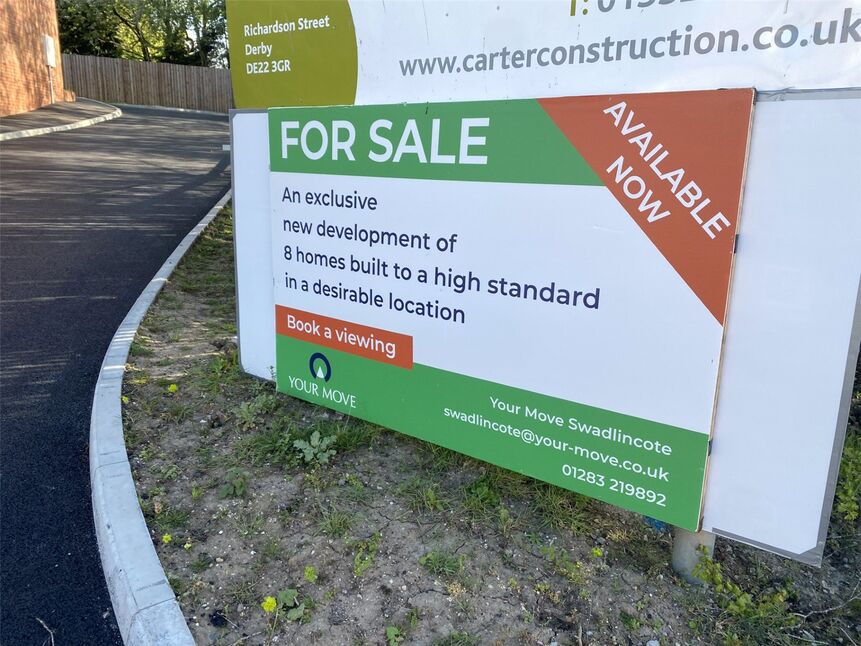 Richardson Street
Derby
DE22 3GR
T:
www.carterconstruction.co.uk
FOR SALE
AVAILABLE
NOW
An exclusive
new development of
8 homes built to a high standard
in a desirable location
Book a viewing
YOUR MOVE
Your Move Swadlincote
swadlincote@your-move.co.uk
01283 219892